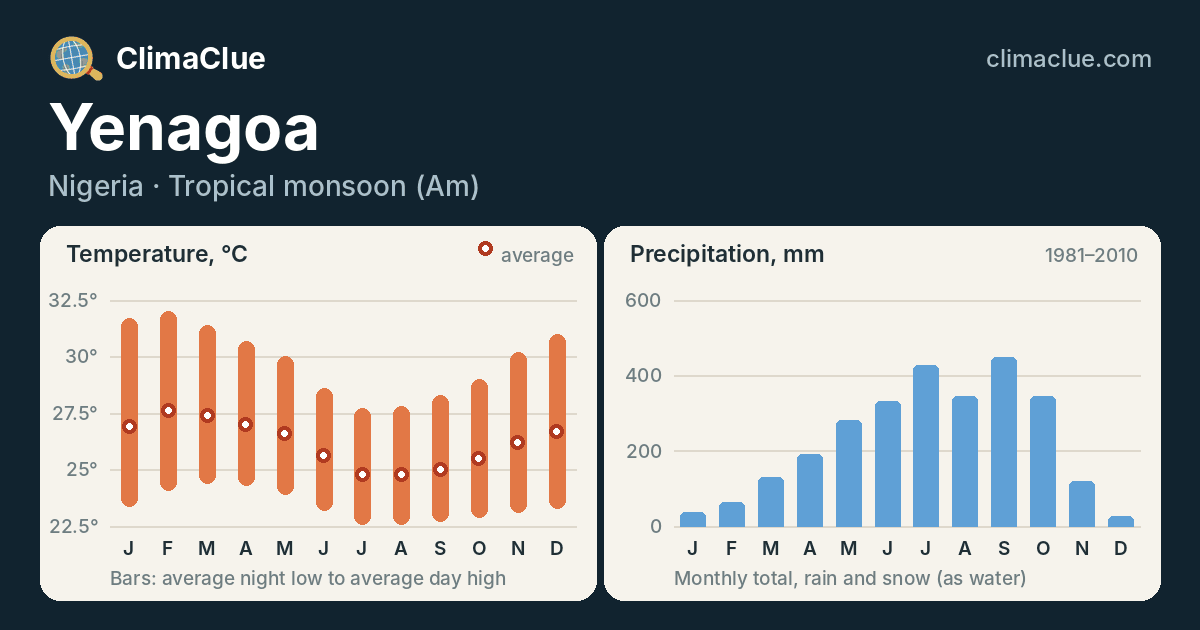 ClimaClue
climaclue.com
Yenagoa
Nigeria · Tropical monsoon (Am)
Temperature, °C
average
32.5°
30°
27.5°
25°
22.5°
J F M A M J J A S O N D
Bars: average night low to average day high
Precipitation, mm
1981–2010
600
400
200
0
J F M A M J J A S O N D
Monthly total, rain and snow (as water)